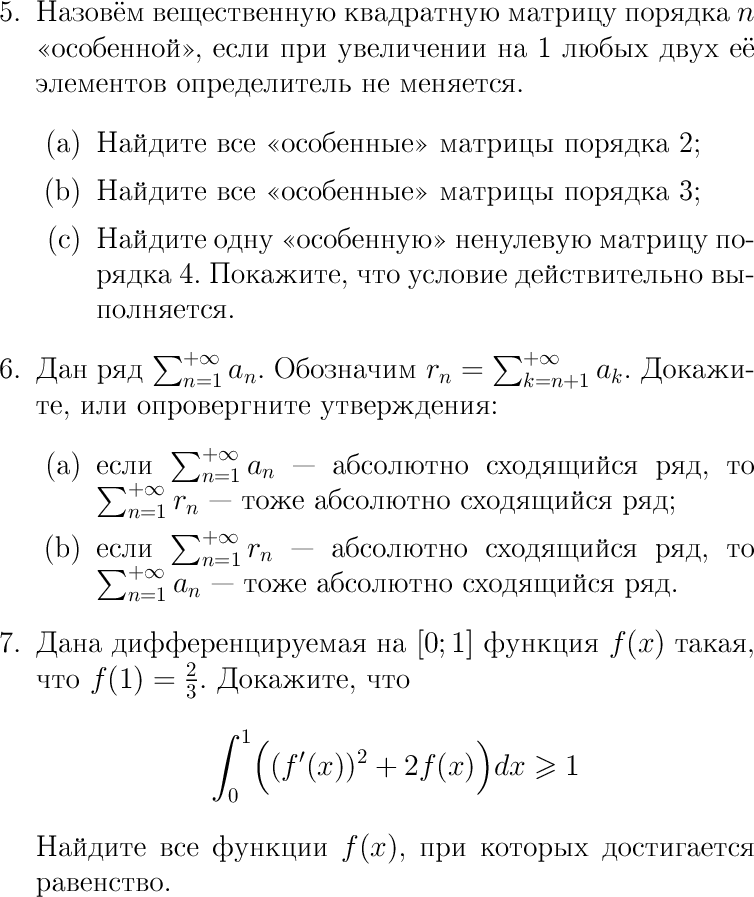 5. Назовём вещественную квадратную матрицу порядка n
«особенной», если при увеличении на 1 любых двух её
элементов определитель не меняется.
(a) Найдите все «особенные» матрицы порядка 2;
(b) Найдите все «особенные» матрицы порядка 3;
(c) Найдите одну «особенную» ненулевую матрицу по-
рядка 4. Покажите, что условие действительно вы-
полняется.
6. Дан ряд $\sum_{n=1}^{+\infty} a_n$. Обозначим $r_n = \sum_{k=n+1}^{+\infty} a_k$. Докажи-
те, или опровергните утверждения:
(a) если $\sum_{n=1}^{+\infty} a_n$ — абсолютно сходящийся ряд, то
$\sum_{n=1}^{+\infty} r_n$ — тоже абсолютно сходящийся ряд;
(b) если $\sum_{n=1}^{+\infty} r_n$ — абсолютно сходящийся ряд, то
$\sum_{n=1}^{+\infty} a_n$ — тоже абсолютно сходящийся ряд.
7. Дана дифференцируемая на [0; 1] функция f(x) такая,
что $f(1) = \frac{2}{3}$. Докажите, что
$\int_0^1 \Big((f'(x))^2 + 2f(x)\Big)dx \geqslant 1$
Найдите все функции f(x), при которых достигается
равенство.